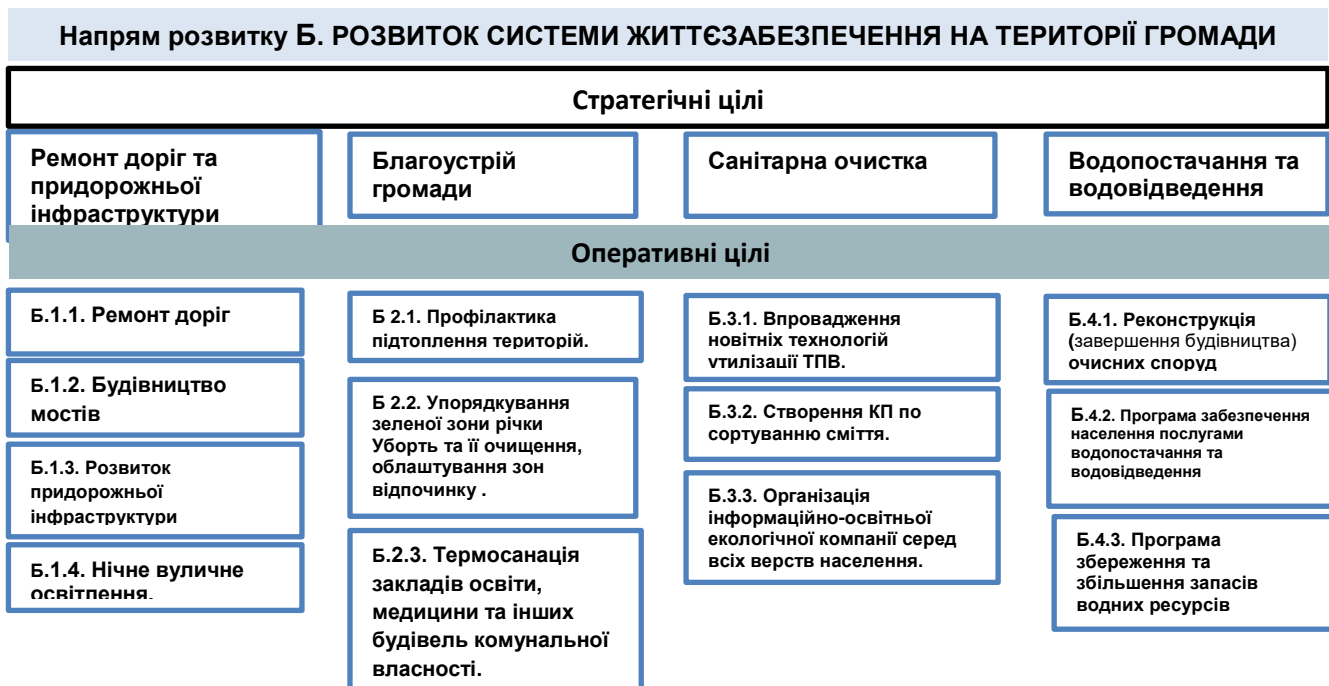 Напрям розвитку Б. РОЗВИТОК СИСТЕМИ ЖИТТЄЗАБЕЗПЕЧЕННЯ НА ТЕРИТОРІЇ ГРОМАДИ
Стратегічні цілі
Ремонт доріг та
придорожньої
інфраструктури
Благоустрій
громади
Санітарна очистка
Водопостачання та
водовідведення
Оперативні цілі
Б.1.1. Ремонт доріг
Б.1.2. Будівництво
мостів
Б.1.3. Розвиток
придорожньої
інфраструктури
Б.1.4. Нічне вуличне
освітлення.
Б 2.1. Профілактика
підтоплення територій.
Б 2.2. Упорядкування
зеленої зони річки
Уборть та її очищення,
облаштування зон
відпочинку .
Б.2.3. Термосанація
закладів освіти,
медицини та інших
будівель комунальної
власності.
Б.3.1. Впровадження
новітніх технологій
утилізації ТПВ.
Б.3.2. Створення КП по
сортуванню сміття.
Б.3.3. Організація
інформаційно-освітньої
екологічної компанії серед
всіх верств населення.
Б.4.1. Реконструкція
(завершення будівництва)
очисних споруд
Б.4.2. Програма забезпечення
населення послугами
водопостачання та
водовідведення
Б.4.3. Програма
збереження та
збільшення запасів
водних ресурсів